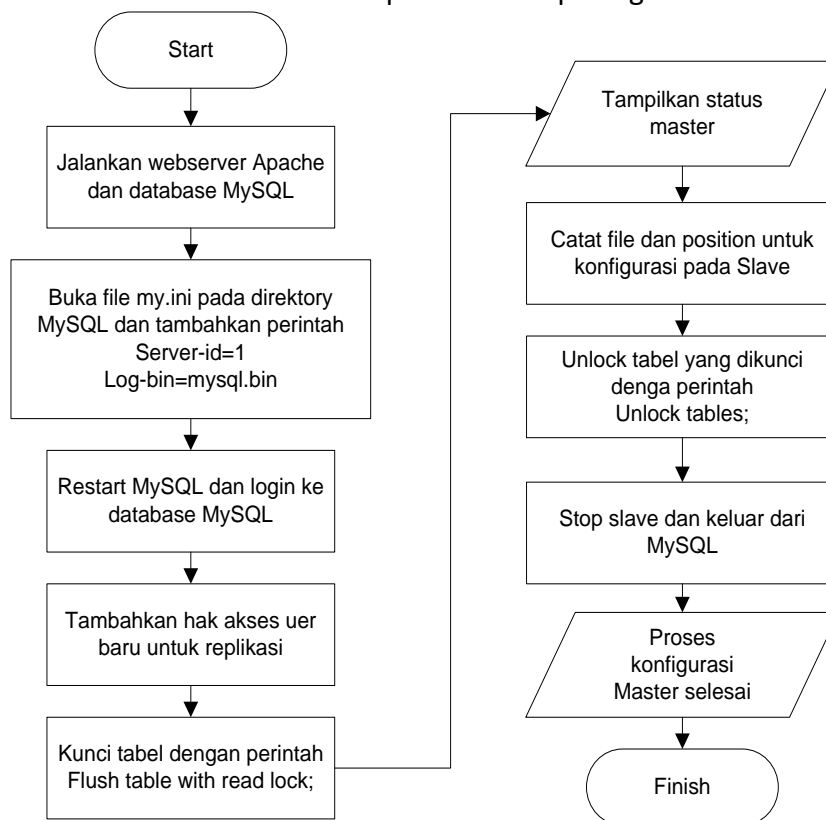 Start
Jalankan webserver Apache
dan database MySQL
Buka file my.ini pada direktory
MySQL dan tambahkan perintah
Server-id=1
Log-bin=mysql.bin
Restart MySQL dan login ke
database MySQL
Tambahkan hak akses uer
baru untuk replikasi
Kunci tabel dengan perintah
Flush table with read lock;
Tampilkan status
master
Catat file dan position untuk
konfigurasi pada Slave
Unlock tabel yang dikunci
denga perintah
Unlock tables;
Stop slave dan keluar dari
MySQL
Proses
konfigurasi
Master selesai
Finish